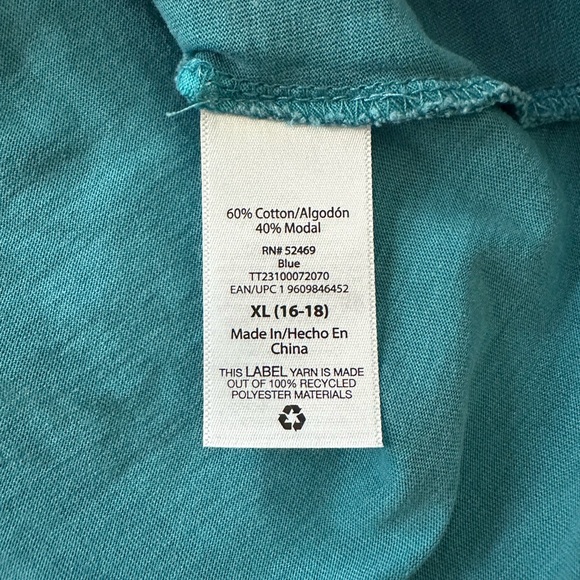 60% Cotton/Algodón
40% Modal
RN# 52469
Blue
TT23100072070
EAN/UPC 1 9609846452
XL (16-18)
Made In/Hecho En
China
THIS LABEL YARN IS MADE
OUT OF 100% RECYCLED
POLYESTER MATERIALS